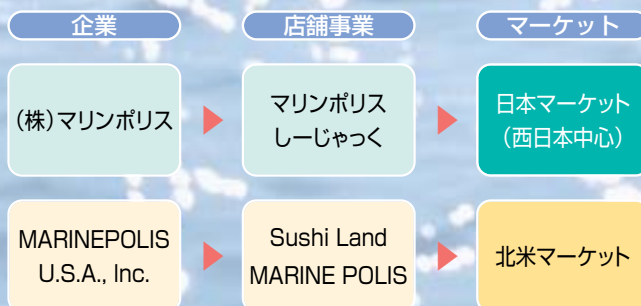 企業
店舗事業
マーケット
(株)マリンポリス
マリンポリス
しーじゃっく
日本マーケット
(西日本中心)
MARINEPOLIS
U.S.A., Inc.
Sushi Land
MARINE POLIS
北米マーケット